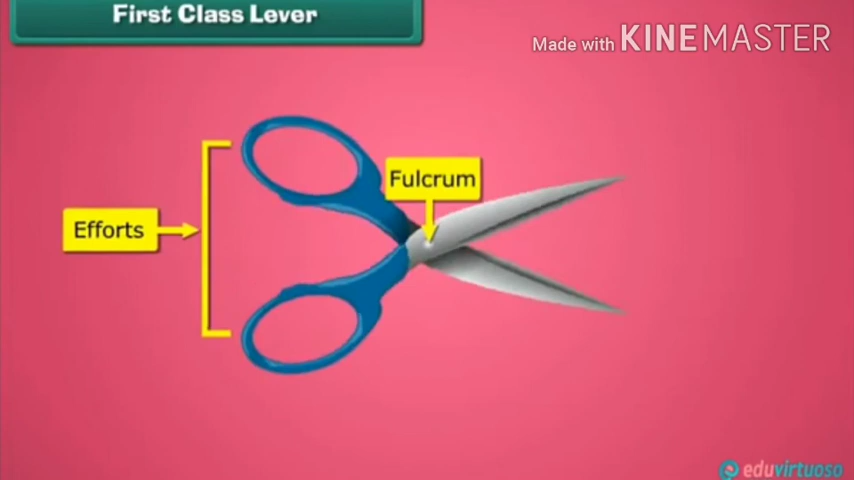 First Class Lever
Made with KINEMASTER
Fulcrum
Efforts
eduvirtuoso